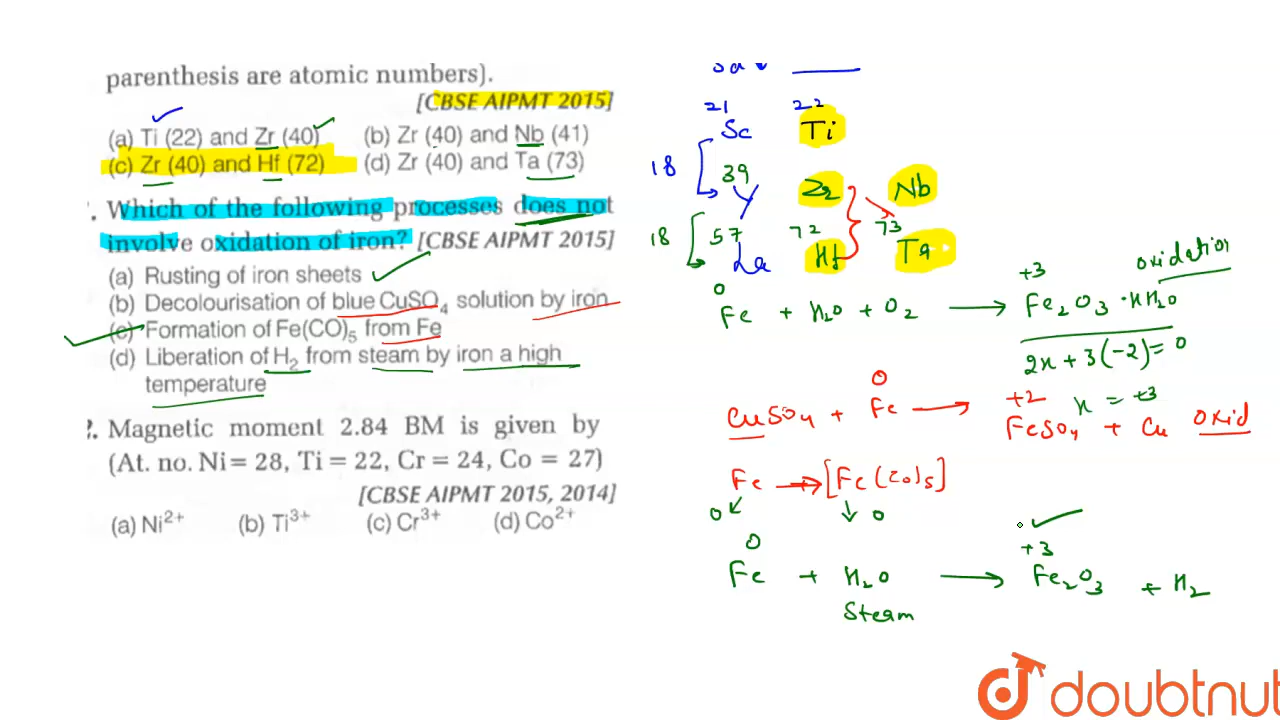 parenthesis are atomic numbers).
[CBSE AIPMT 2015]
(a) Ti (22) and Zr (40) (b) Zr (40) and Nb (41)
(c) Zr (40) and Hf (72) (d) Zr (40) and Ta (73)
. Which of the following processes does not
involve oxidation of iron? [CBSE AIPMT 2015]
(a) Rusting of iron sheets
(b) Decolourisation of blue CuSO₄ solution by iron
(c) Formation of Fe(CO)₅ from Fe
(d) Liberation of H₂ from steam by iron a high
temperature
. Magnetic moment 2.84 BM is given by
(At. no. Ni = 28, Ti = 22, Cr = 24, Co = 27)
[CBSE AIPMT 2015, 2014]
(a) Ni²⁺ (b) Ti³⁺ (c) Cr³⁺ (d) Co²⁺
21 22
Sc Ti
18 39
Y Zr Nb
18 57 72 73
La Hf Ta
oxidation
0 +3
Fe + H₂O + O₂ → Fe₂O₃ · xH₂O
2x + 3(-2) = 0
x = +3
0 +2
CuSO₄ + Fe → FeSO₄ + Cu oxid
Fe → [Fe(CO)₅]
0 0
0 +3
Fe + H₂O → Fe₂O₃ + H₂
Steam
doubtnut